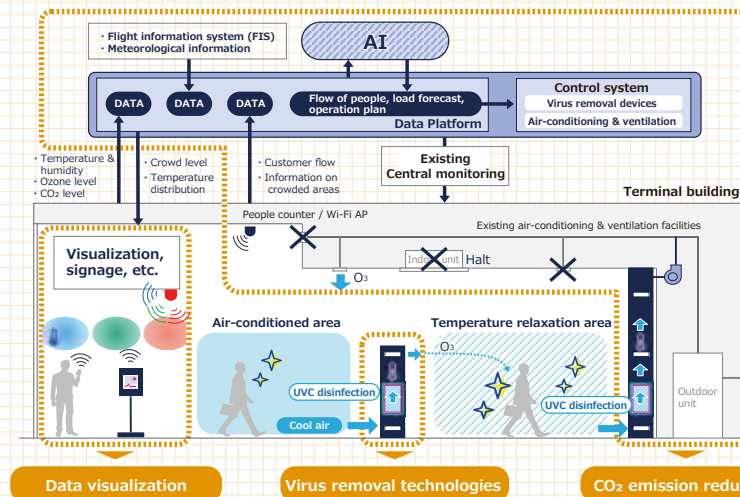 ・Flight information system (FIS)
・Meteorological information
AI
Control system
Virus removal devices
Air-conditioning & ventilation
DATA
DATA
DATA
Flow of people, load forecast,
operation plan
Data Platform
・Temperature &
humidity
・Ozone level
・CO₂ level
・Crowd level
・Temperature
distribution
・Customer flow
・Information on
crowded areas
Existing
Central monitoring
Terminal building
People counter / Wi-Fi AP
Existing air-conditioning & ventilation facilities
Visualization,
signage, etc.
Indoor unit
Halt
O₃
Air-conditioned area
Temperature relaxation area
O₃
UVC disinfection
UVC disinfection
Cool air
Outdoor
unit
Data visualization
Virus removal technologies
CO₂ emission redu